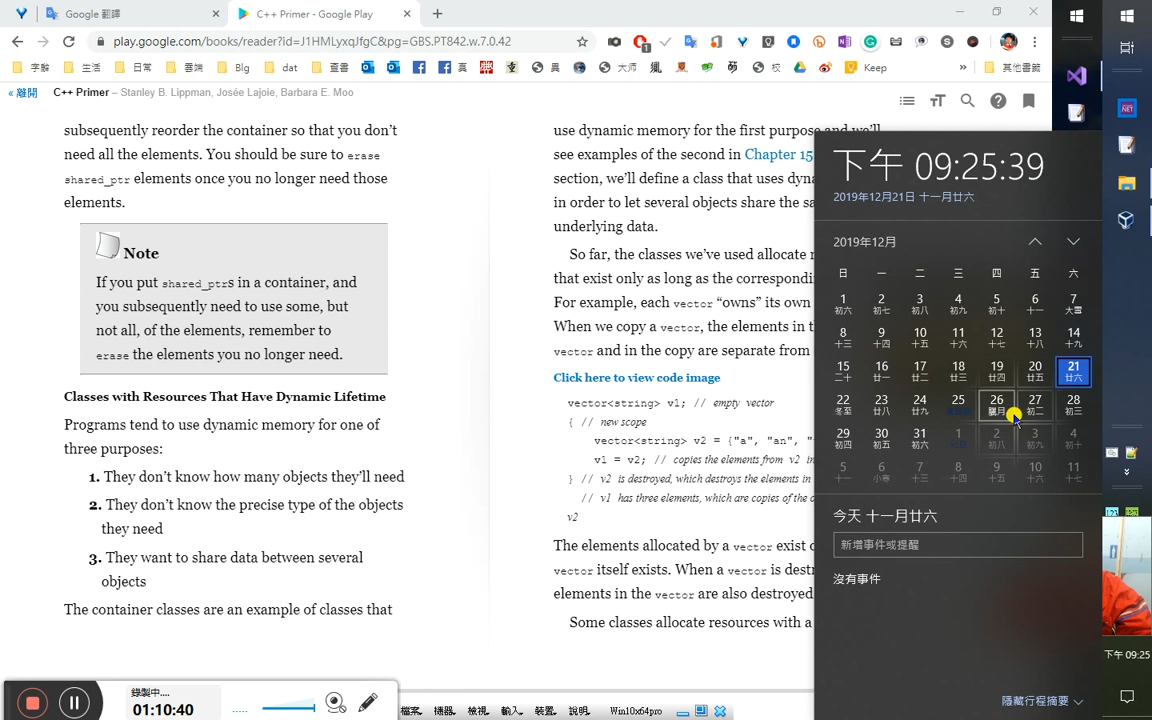 Google 翻譯
C++ Primer - Google Play
play.google.com/books/reader?id=J1HMLyxqJfgC&pg=GBS.PT842.w.7.0.42
字辭
生活
日常
雲端
Blg
dat
查書
異
真
大师
校
Keep
其他書籤
« 離開
C++ Primer – Stanley B. Lippman, Josée Lajoie, Barbara E. Moo
subsequently reorder the container so that you don't
need all the elements. You should be sure to erase
shared_ptr elements once you no longer need those
elements.
Note
If you put shared_ptrs in a container, and
you subsequently need to use some, but
not all, of the elements, remember to
erase the elements you no longer need.
Classes with Resources That Have Dynamic Lifetime
Programs tend to use dynamic memory for one of
three purposes:
1. They don't know how many objects they'll need
2. They don't know the precise type of the objects
they need
3. They want to share data between several
objects
The container classes are an example of classes that
use dynamic memory for the first purpose and we'll
see examples of the second in Chapter 15
section, we'll define a class that uses dyna
in order to let several objects share the sa
underlying data.
So far, the classes we've used allocate r
that exist only as long as the correspondi
For example, each vector "owns" its own
When we copy a vector, the elements in t
vector and in the copy are separate from
Click here to view code image
vector<string> v1; // empty vector
{ // new scope
vector<string> v2 = {"a", "an", "
v1 = v2; // copies the elements from v2 in
} // v2 is destroyed, which destroys the elements in
// v1 has three elements, which are copies of the o
v2
The elements allocated by a vector exist o
vector itself exists. When a vector is destr
elements in the vector are also destroyed
Some classes allocate resources with a
下午 09:25:39
2019年12月21日 十一月廿六
2019年12月
日 一 二 三 四 五 六
1 2 3 4 5 6 7
初六 初七 初八 初九 初十 十一 大雪
8 9 10 11 12 13 14
十三 十四 十五 十六 十七 十八 十九
15 16 17 18 19 20 21
二十 廿一 廿二 廿三 廿四 廿五 廿六
22 23 24 25 26 27 28
冬至 廿八 廿九 臘月 初二 初三
29 30 31 1 2 3 4
初四 初五 初六 初八 初九 初十
5 6 7 8 9 10 11
十一 小寒 十三 十四 十五 十六 十七
今天 十一月廿六
新增事件或提醒
沒有事件
隱藏行程摘要
下午 09:25
錄製中....
01:10:40
檔案 機器 檢視 輸入 裝置 說明 Win10x64pro